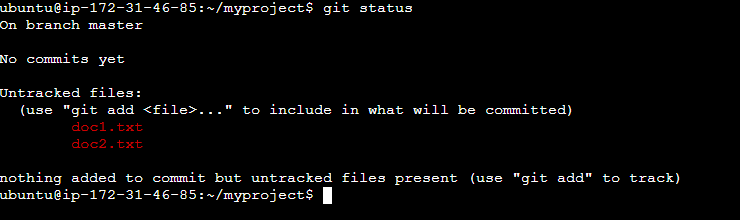 ubuntu@ip-172-31-46-85:~/myproject$ git status
On branch master
No commits yet
Untracked files:
(use "git add <file>..." to include in what will be committed)
doc1.txt
doc2.txt
nothing added to commit but untracked files present (use "git add" to track)
ubuntu@ip-172-31-46-85:~/myproject$